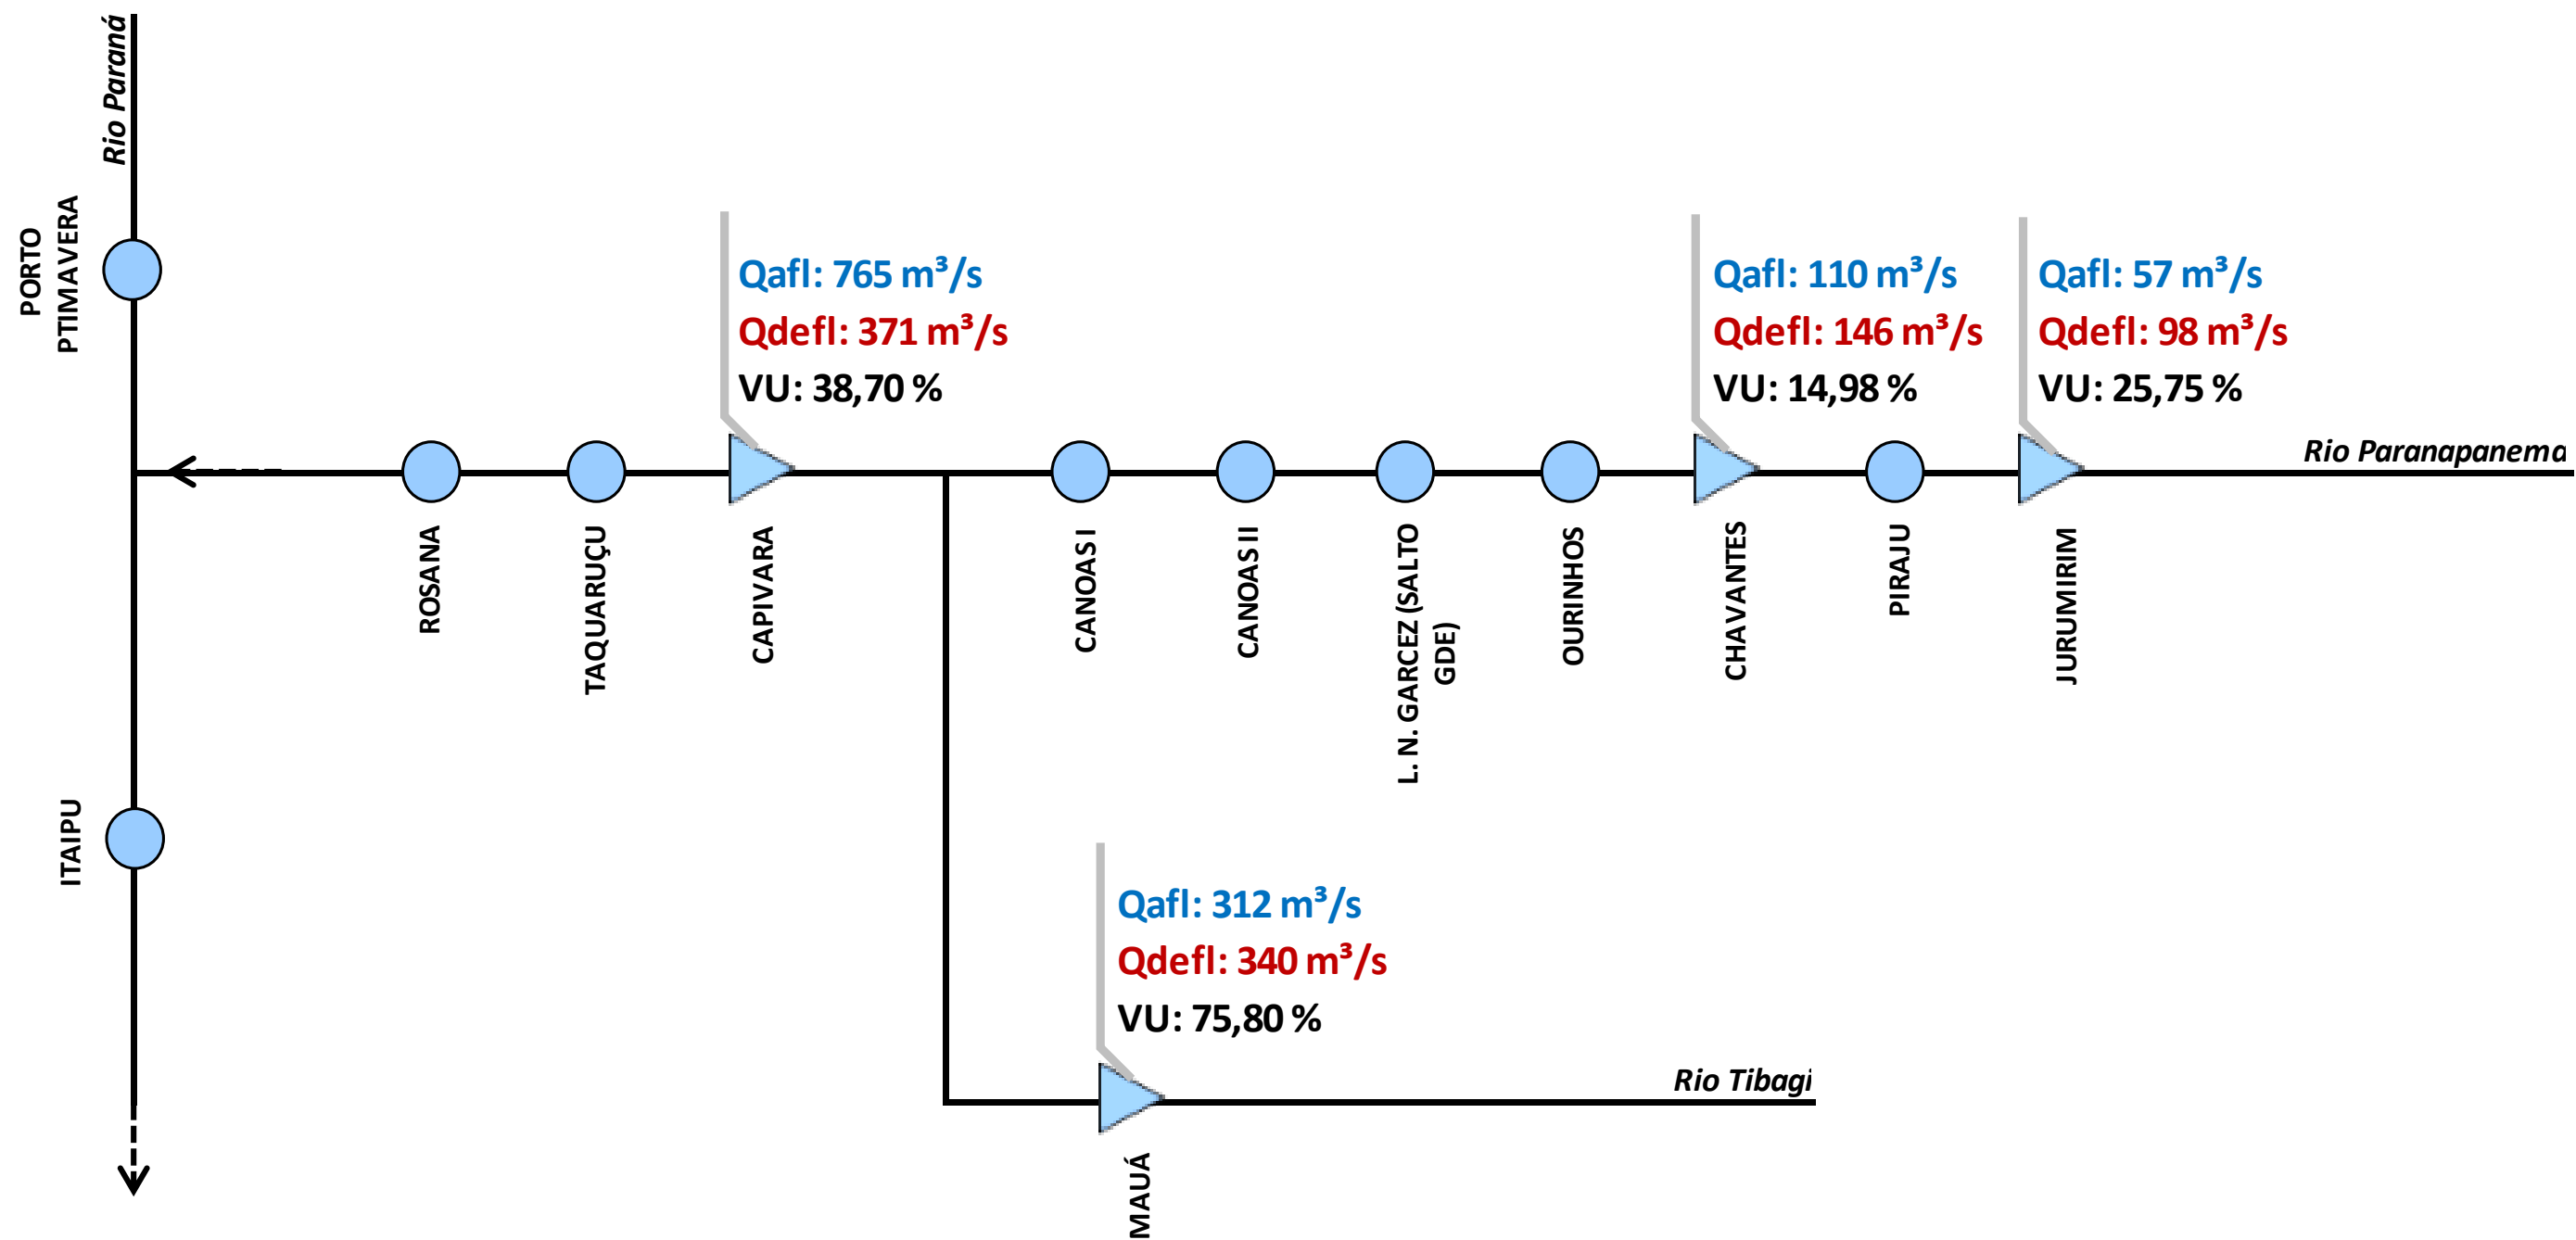 Rio Paraná
PORTO
PTIMAVERA
Qafl: 765 m³/s
Qdefl: 371 m³/s
VU: 38,70 %
Qafl: 110 m³/s
Qdefl: 146 m³/s
VU: 14,98 %
Qafl: 57 m³/s
Qdefl: 98 m³/s
VU: 25,75 %
Rio Paranapanema
ROSANA
TAQUARUÇU
CAPIVARA
CANOAS I
CANOAS II
L. N. GARCEZ (SALTO
GDE)
OURINHOS
CHAVANTES
PIRAJU
JURUMIRIM
ITAIPU
Qafl: 312 m³/s
Qdefl: 340 m³/s
VU: 75,80 %
Rio Tibagi
MAUÁ